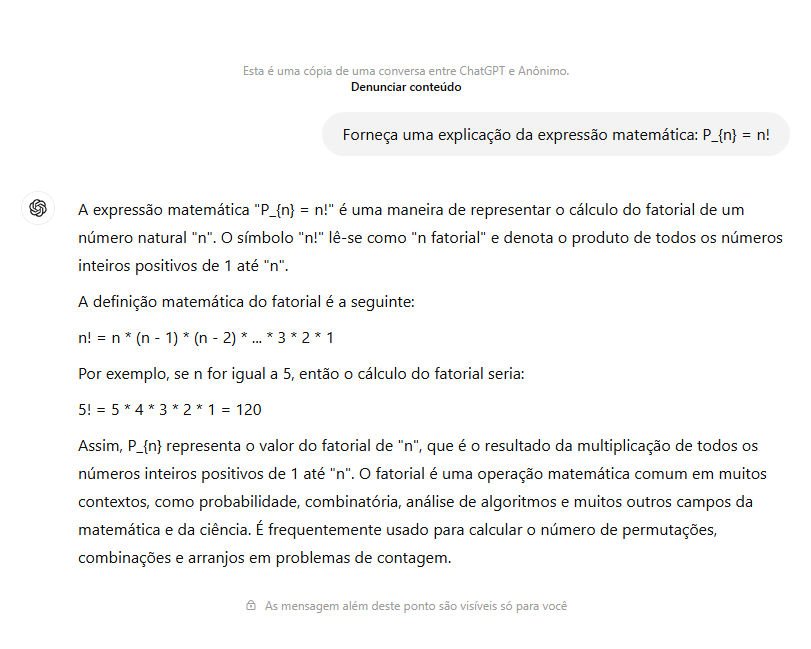 Esta é uma cópia de uma conversa entre ChatGPT e Anônimo.
Denunciar conteúdo
Forneça uma explicação da expressão matemática: P_{n} = n!
A expressão matemática "P_{n} = n!" é uma maneira de representar o cálculo do fatorial de um
número natural "n". O símbolo "n!" lê-se como "n fatorial" e denota o produto de todos os números
inteiros positivos de 1 até "n".
A definição matemática do fatorial é a seguinte:
n! = n * (n - 1) * (n - 2) * ... * 3 * 2 * 1
Por exemplo, se n for igual a 5, então o cálculo do fatorial seria:
5! = 5 * 4 * 3 * 2 * 1 = 120
Assim, P_{n} representa o valor do fatorial de "n", que é o resultado da multiplicação de todos os
números inteiros positivos de 1 até "n". O fatorial é uma operação matemática comum em muitos
contextos, como probabilidade, combinatória, análise de algoritmos e muitos outros campos da
matemática e da ciência. É frequentemente usado para calcular o número de permutações,
combinações e arranjos em problemas de contagem.
As mensagem além deste ponto são visíveis só para você